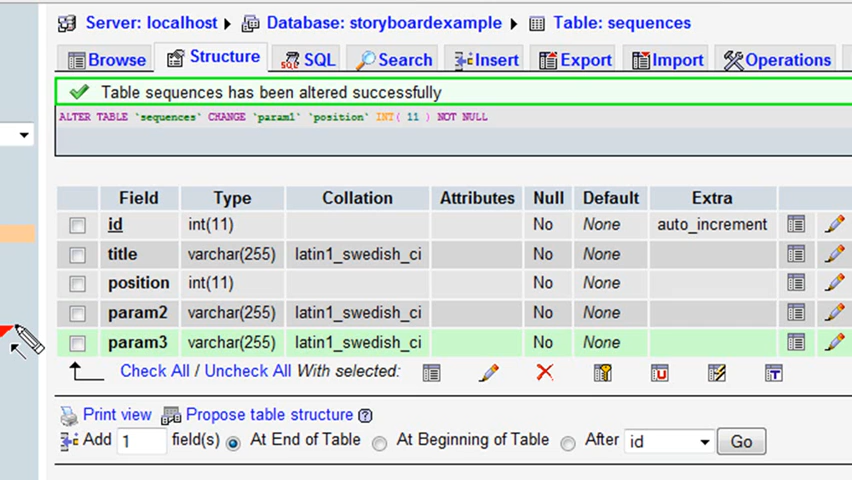 Server: localhost Database: storyboardexample Table: sequences
Browse Structure SQL Search Insert Export Import Operations
Table sequences has been altered successfully
ALTER TABLE `sequences` CHANGE `param1` `position` INT( 11 ) NOT NULL
Field Type Collation Attributes Null Default Extra
id int(11) No None auto_increment
title varchar(255) latin1_swedish_ci No None
position int(11) No None
param2 varchar(255) latin1_swedish_ci No None
param3 varchar(255) latin1_swedish_ci No None
Check All / Uncheck All With selected:
Print view Propose table structure
Add 1 field(s) At End of Table At Beginning of Table After id Go